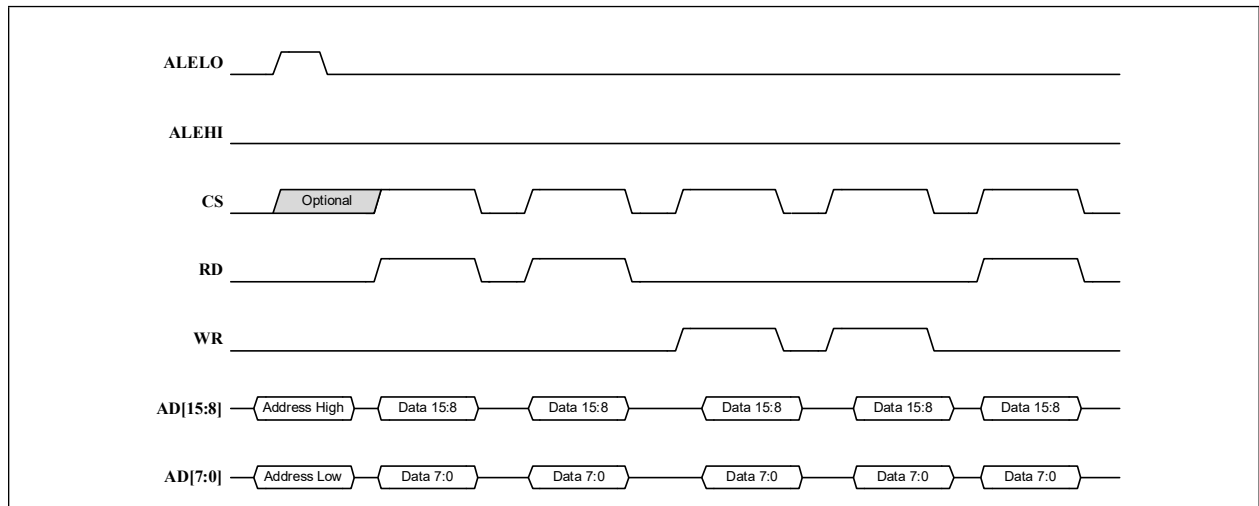 ALELO
ALEHI
CS Optional
RD
WR
AD[15:8] Address High Data 15:8 Data 15:8 Data 15:8 Data 15:8 Data 15:8
AD[7:0] Address Low Data 7:0 Data 7:0 Data 7:0 Data 7:0 Data 7:0